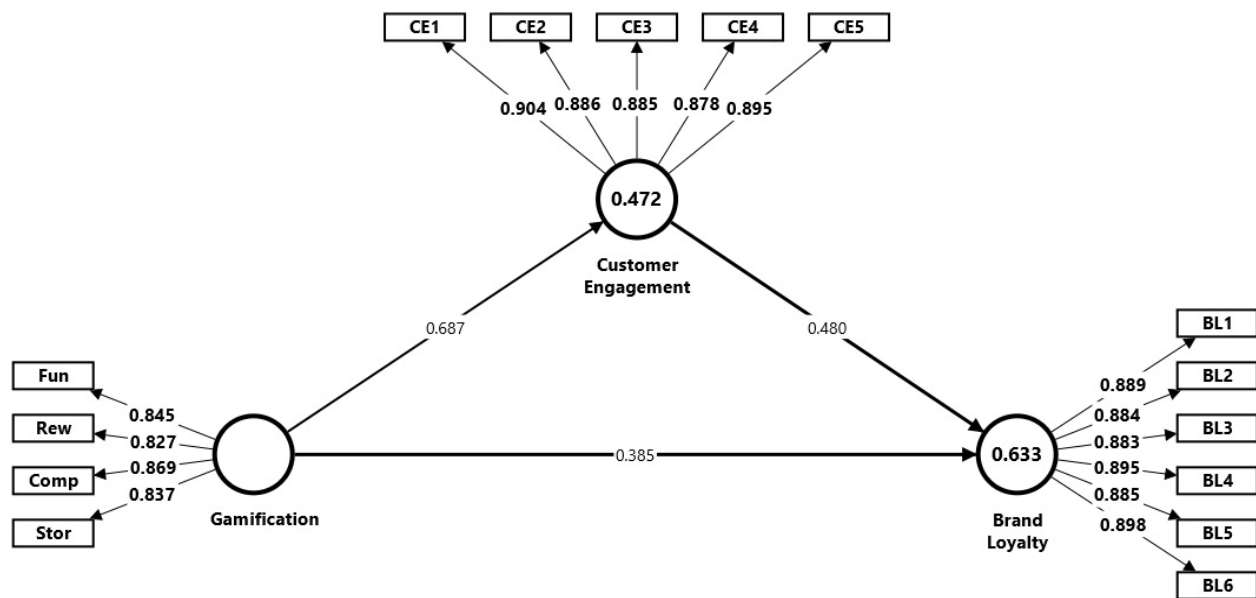 CE1 CE2 CE3 CE4 CE5
0.904 0.886 0.885 0.878 0.895
0.472
Customer
Engagement
0.687
0.480
Fun
Rew
Comp
Stor
0.845
0.827
0.869
0.837
Gamification
0.385
0.633
Brand
Loyalty
0.889
0.884
0.883
0.895
0.885
0.898
BL1
BL2
BL3
BL4
BL5
BL6